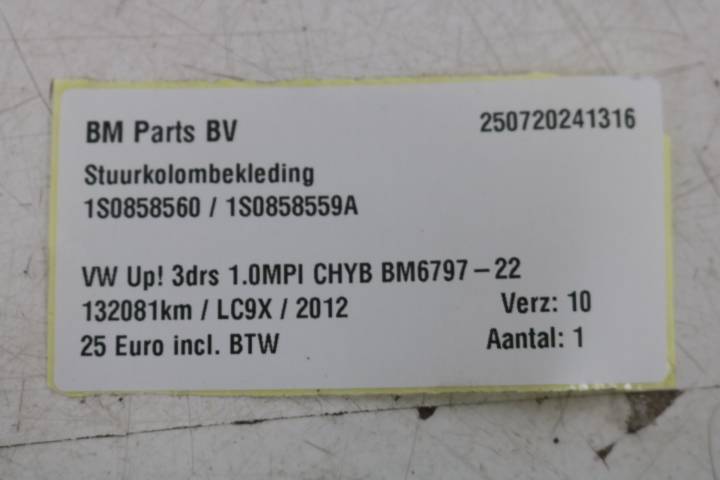 BM Parts BV 250720241316
Stuurkolombekleding
1S0858560 / 1S0858559A
VW Up! 3drs 1.0MPI CHYB BM6797-22
132081km / LC9X / 2012 Verz: 10
25 Euro incl. BTW Aantal: 1